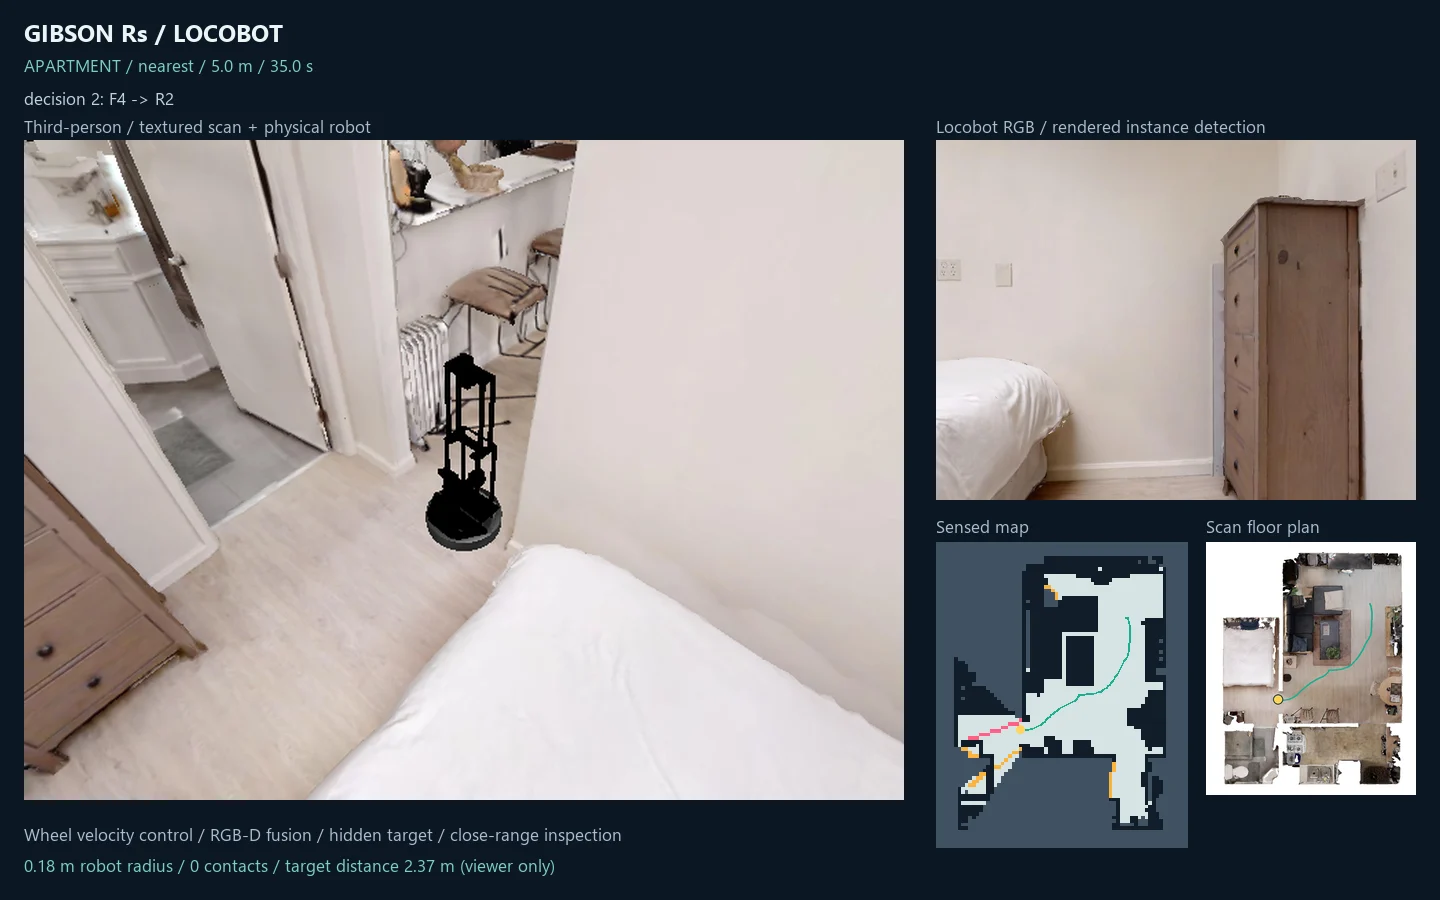 GIBSON Rs / LOCOBOT
APARTMENT / nearest / 5.0 m / 35.0 s
decision 2: F4 -> R2
Third-person / textured scan + physical robot
Locobot RGB / rendered instance detection
Sensed map
Scan floor plan
Wheel velocity control / RGB-D fusion / hidden target / close-range inspection
0.18 m robot radius / 0 contacts / target distance 2.37 m (viewer only)